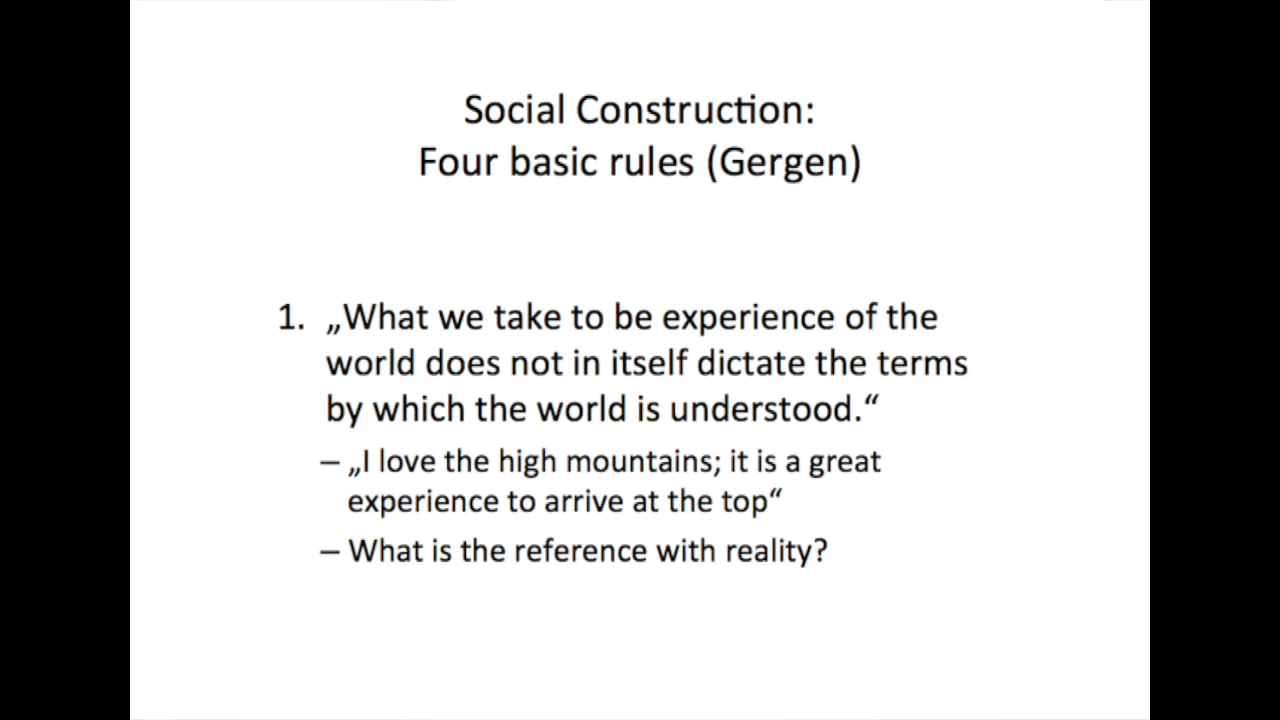 Social Construction:
Four basic rules (Gergen)
1. „What we take to be experience of the
world does not in itself dictate the terms
by which the world is understood.“
– „I love the high mountains; it is a great
experience to arrive at the top“
– What is the reference with reality?